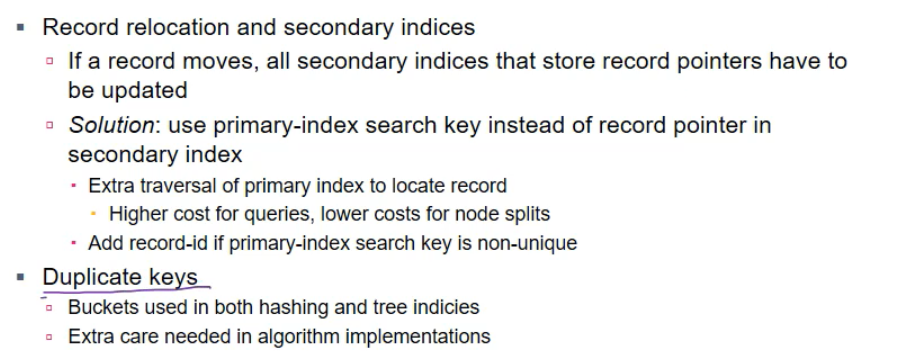 Record relocation and secondary indices
If a record moves, all secondary indices that store record pointers have to
be updated
Solution: use primary-index search key instead of record pointer in
secondary index
Extra traversal of primary index to locate record
Higher cost for queries, lower costs for node splits
Add record-id if primary-index search key is non-unique
Duplicate keys
Buckets used in both hashing and tree indicies
Extra care needed in algorithm implementations